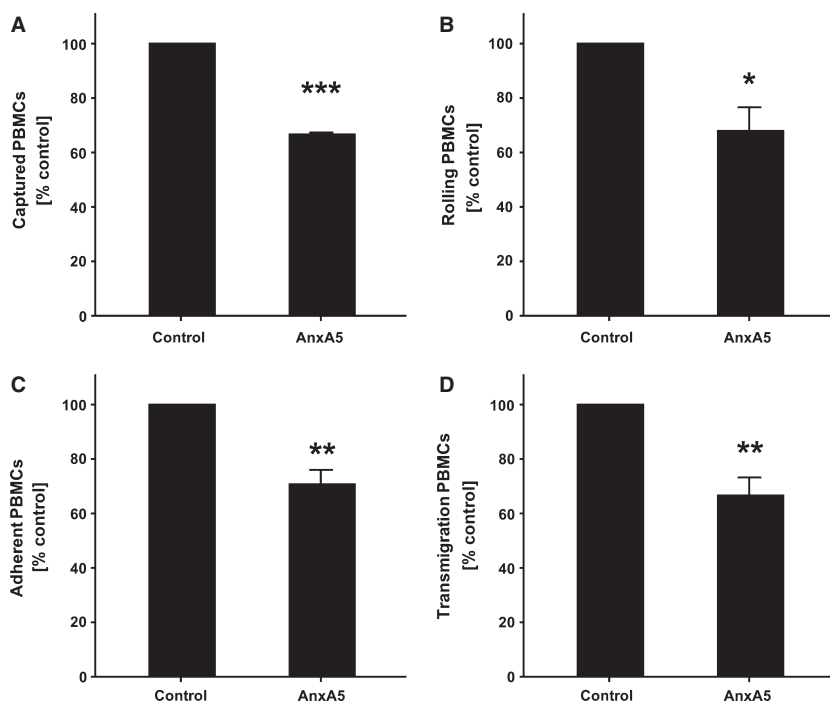 A
Captured PBMCs
[% control]
100
80
60
40
20
0
***
Control
AnxA5
B
Rolling PBMCs
[% control]
100
80
60
40
20
0
*
Control
AnxA5
C
Adherent PBMCs
[% control]
100
80
60
40
20
0
**
Control
AnxA5
D
Transmigration PBMCs
[% control]
100
80
60
40
20
0
**
Control
AnxA5